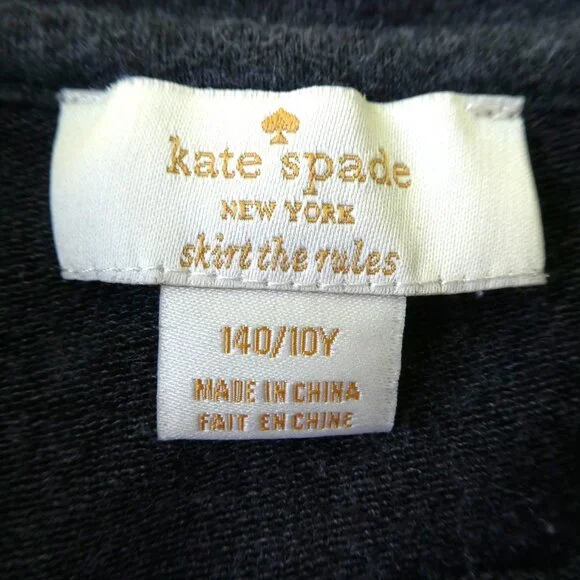 kate spade
NEW YORK
skirt the rules
140/10Y
MADE IN CHINA
FAIT EN CHINE